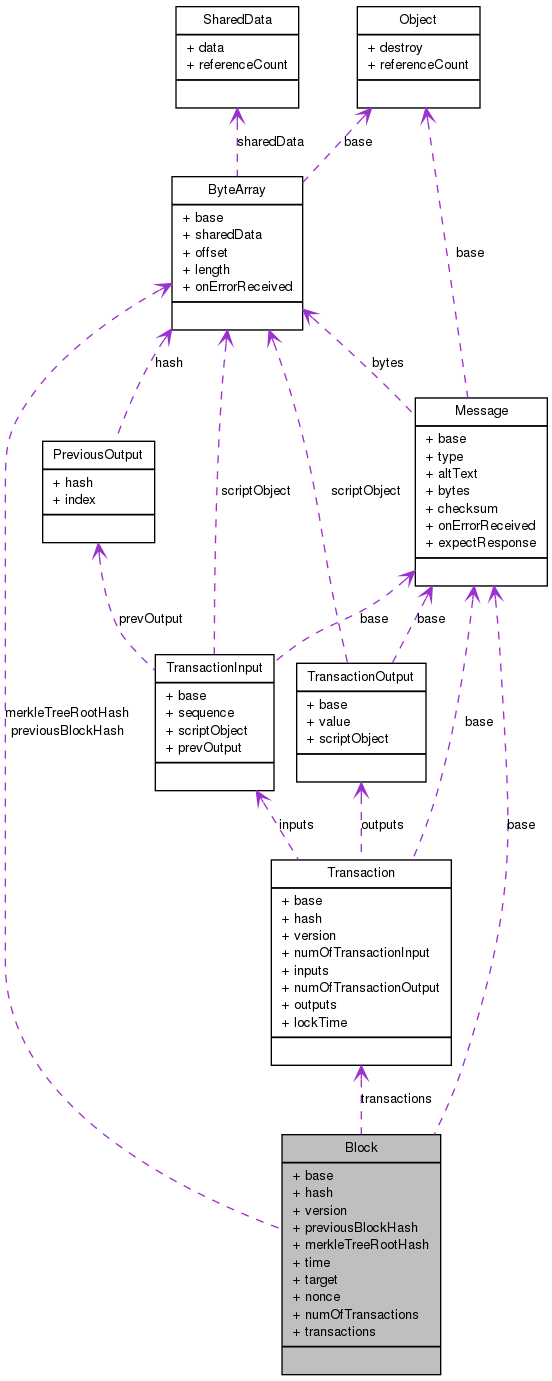 SharedData
+ data
+ referenceCount
Object
+ destroy
+ referenceCount
sharedData
base
ByteArray
+ base
+ sharedData
+ offset
+ length
+ onErrorReceived
base
hash
bytes
Message
+ base
+ type
+ altText
+ bytes
+ checksum
+ onErrorReceived
+ expectResponse
PreviousOutput
+ hash
+ index
scriptObject
scriptObject
prevOutput
base
base
TransactionInput
+ base
+ sequence
+ scriptObject
+ prevOutput
TransactionOutput
+ base
+ value
+ scriptObject
merkleTreeRootHash
previousBlockHash
base
inputs
outputs
base
Transaction
+ base
+ hash
+ version
+ numOfTransactionInput
+ inputs
+ numOfTransactionOutput
+ outputs
+ lockTime
transactions
Block
+ base
+ hash
+ version
+ previousBlockHash
+ merkleTreeRootHash
+ time
+ target
+ nonce
+ numOfTransactions
+ transactions